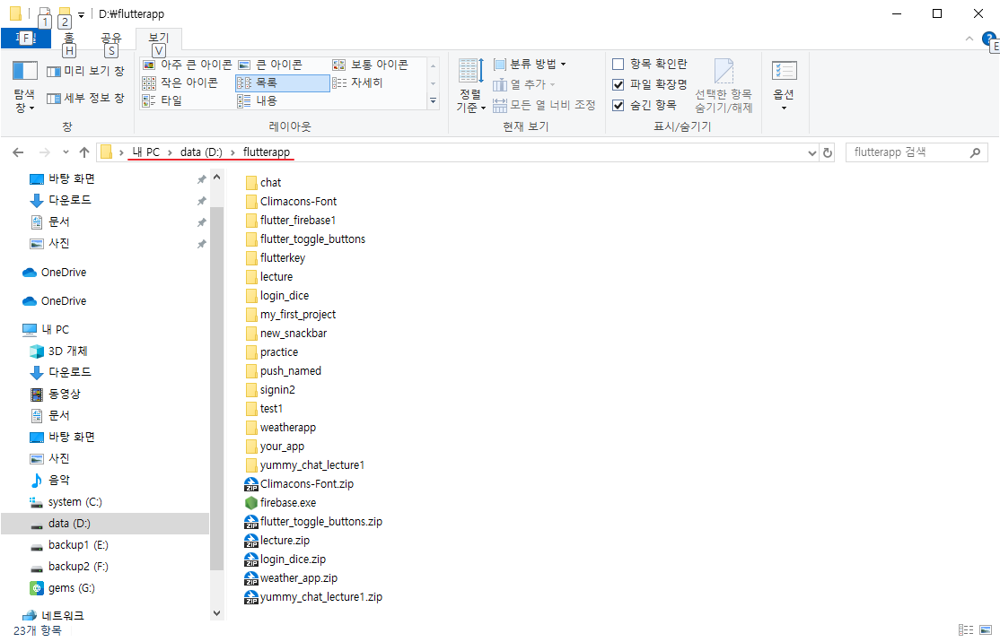 1 2 D:₩flutterapp
파일 F 홈 H 공유 S 보기 V E
탐색 창
미리 보기 창
세부 정보 창
창
아주 큰 아이콘 큰 아이콘 보통 아이콘
작은 아이콘 목록 자세히
타일 내용
레이아웃
정렬 기준
분류 방법
열 추가
모든 열 너비 조정
현재 보기
항목 확인란
파일 확장명
숨긴 항목
선택한 항목 숨기기/해제
표시/숨기기
옵션
내 PC > data (D:) > flutterapp
flutterapp 검색
바탕 화면
다운로드
문서
사진
OneDrive
OneDrive
내 PC
3D 개체
다운로드
동영상
문서
바탕 화면
사진
음악
system (C:)
data (D:)
backup1 (E:)
backup2 (F:)
gems (G:)
네트워크
chat
Climacons-Font
flutter_firebase1
flutter_toggle_buttons
flutterkey
lecture
login_dice
my_first_project
new_snackbar
practice
push_named
signin2
test1
weatherapp
your_app
yummy_chat_lecture1
ZIP Climacons-Font.zip
firebase.exe
ZIP flutter_toggle_buttons.zip
ZIP lecture.zip
ZIP login_dice.zip
ZIP weather_app.zip
ZIP yummy_chat_lecture1.zip
23개 항목